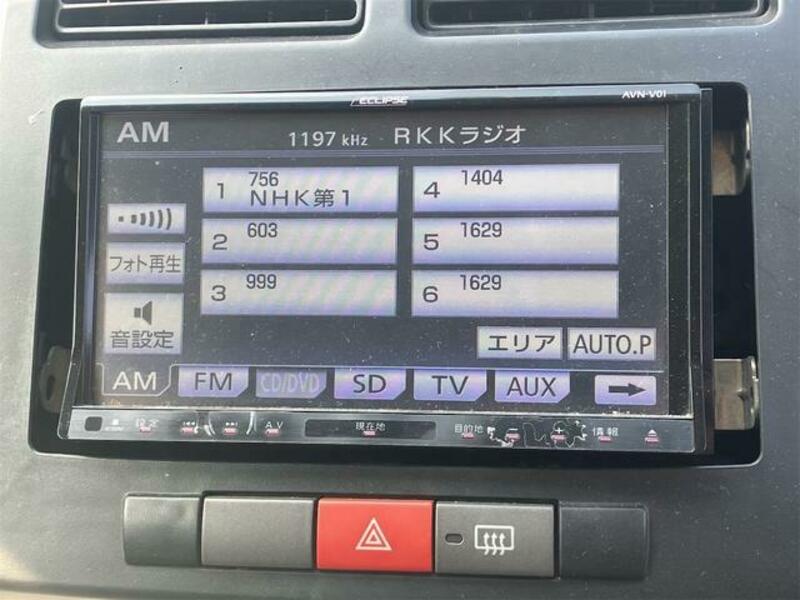 ECLIPSE
AVN-V01
AM
1197 kHz RKKラジオ
1 756 NHK第1
4 1404
2 603
5 1629
3 999
6 1629
フォト再生
音設定
エリア
AUTO.P
AM FM CD/DVD SD TV AUX
設定 A.V 現在地 目的地 情報